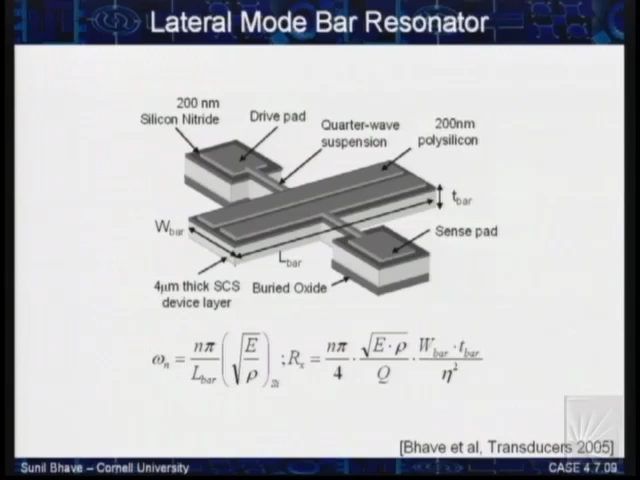 Lateral Mode Bar Resonator
200 nm
Silicon Nitride
Drive pad
Quarter-wave
suspension
200nm
polysilicon
t_bar
W_bar
L_bar
Sense pad
4μm thick SCS
device layer
Buried Oxide
ω_n = nπ/L_bar (√(E/ρ))_Si ; R_x = nπ/4 · √(E·ρ)/Q · W_bar·t_bar/η²
[Bhave et al, Transducers 2005]
Sunil Bhave – Cornell University
CASE 4.7.09